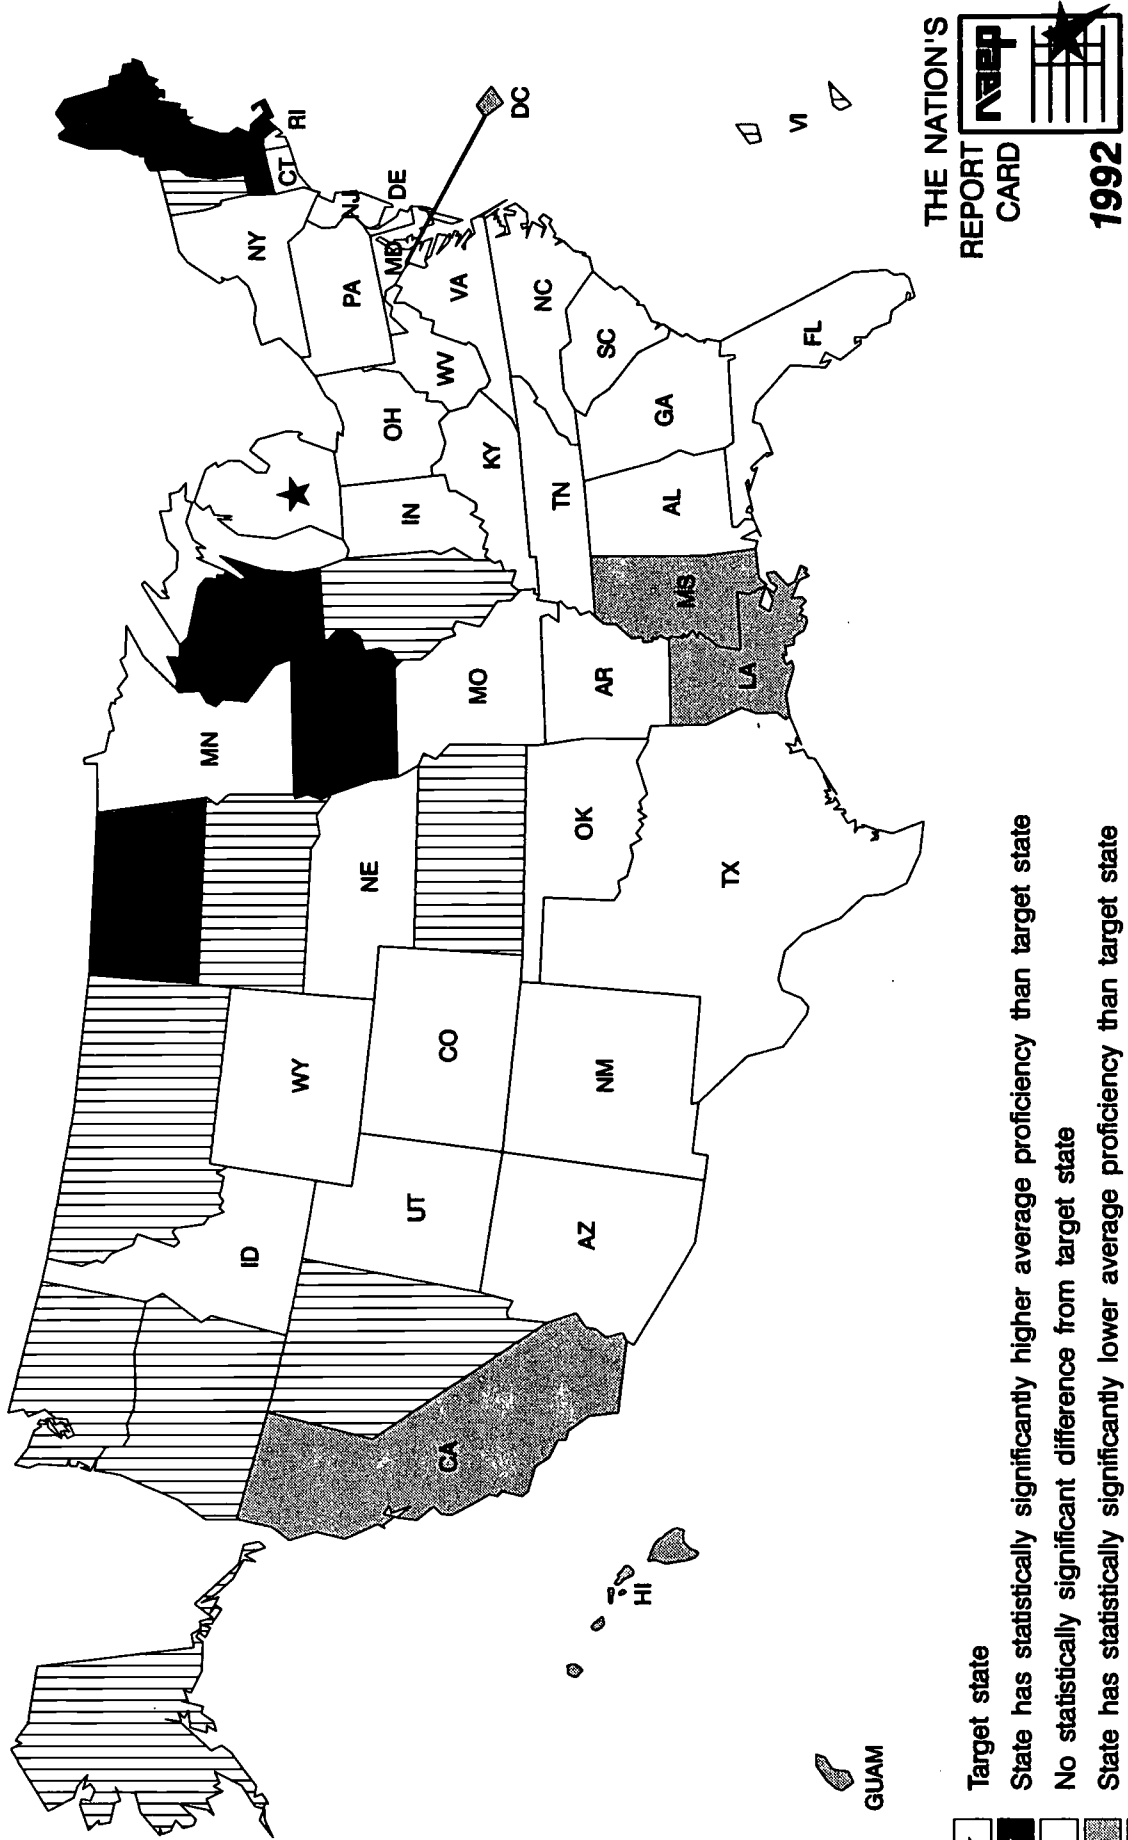 THE NATION'S
REPORT
CARD
naep
1992
RI
CT
NY
NJ
DE
DC
PA
MD
VA
WV
OH
NC
SC
VI
KY
IN
GA
FL
TN
AL
MS
MN
MO
AR
LA
NE
OK
TX
WY
CO
NM
ID
UT
AZ
CA
HI
GUAM
Target state
State has statistically significantly higher average proficiency than target state
No statistically significant difference from target state
State has statistically significantly lower average proficiency than target state